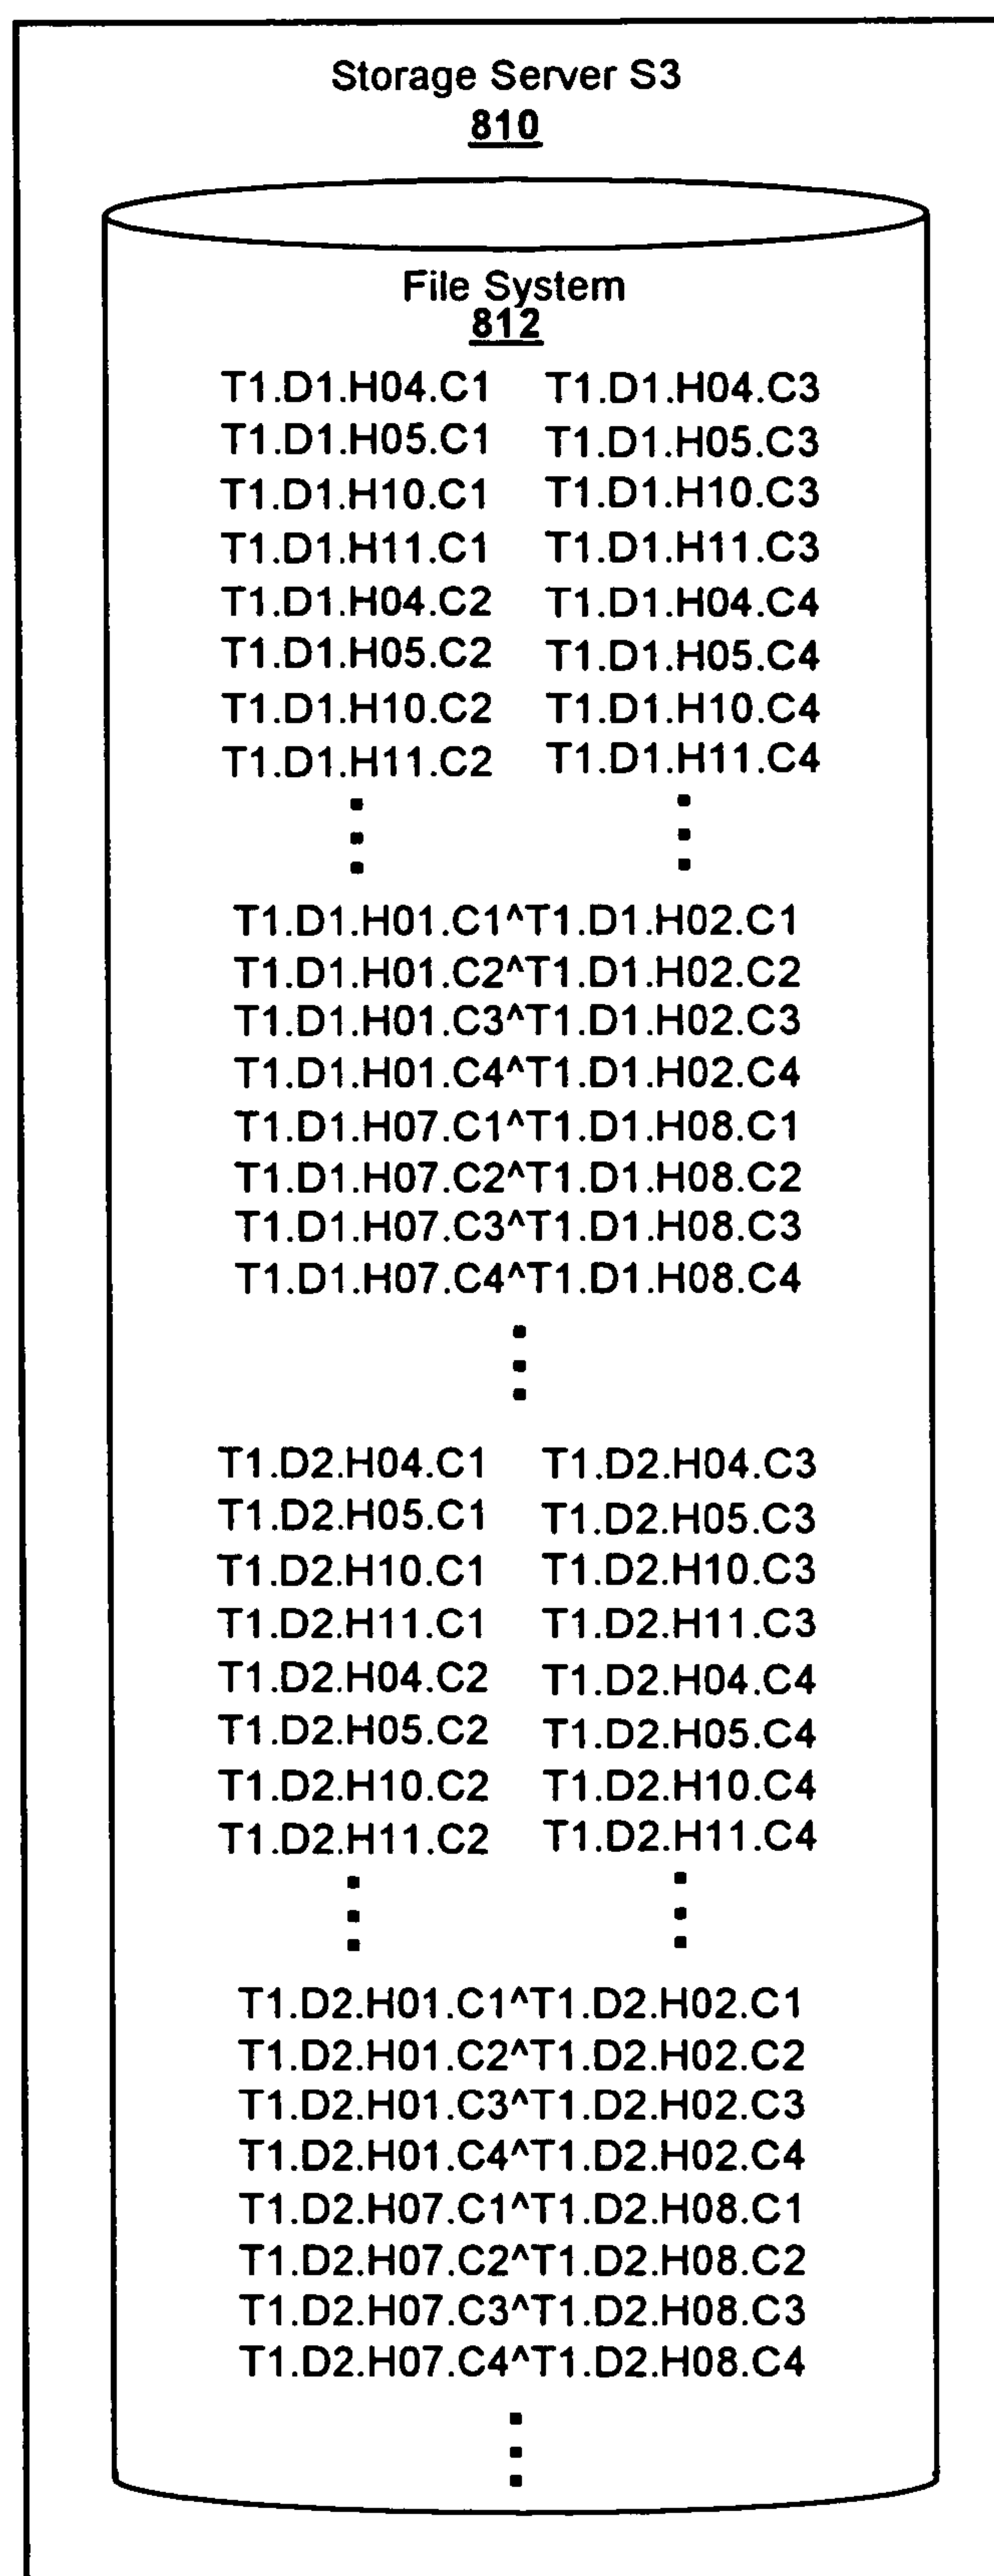 Storage Server S3
810
File System
812
T1.D1.H04.C1 T1.D1.H04.C3
T1.D1.H05.C1 T1.D1.H05.C3
T1.D1.H10.C1 T1.D1.H10.C3
T1.D1.H11.C1 T1.D1.H11.C3
T1.D1.H04.C2 T1.D1.H04.C4
T1.D1.H05.C2 T1.D1.H05.C4
T1.D1.H10.C2 T1.D1.H10.C4
T1.D1.H11.C2 T1.D1.H11.C4
T1.D1.H01.C1^T1.D1.H02.C1
T1.D1.H01.C2^T1.D1.H02.C2
T1.D1.H01.C3^T1.D1.H02.C3
T1.D1.H01.C4^T1.D1.H02.C4
T1.D1.H07.C1^T1.D1.H08.C1
T1.D1.H07.C2^T1.D1.H08.C2
T1.D1.H07.C3^T1.D1.H08.C3
T1.D1.H07.C4^T1.D1.H08.C4
T1.D2.H04.C1 T1.D2.H04.C3
T1.D2.H05.C1 T1.D2.H05.C3
T1.D2.H10.C1 T1.D2.H10.C3
T1.D2.H11.C1 T1.D2.H11.C3
T1.D2.H04.C2 T1.D2.H04.C4
T1.D2.H05.C2 T1.D2.H05.C4
T1.D2.H10.C2 T1.D2.H10.C4
T1.D2.H11.C2 T1.D2.H11.C4
T1.D2.H01.C1^T1.D2.H02.C1
T1.D2.H01.C2^T1.D2.H02.C2
T1.D2.H01.C3^T1.D2.H02.C3
T1.D2.H01.C4^T1.D2.H02.C4
T1.D2.H07.C1^T1.D2.H08.C1
T1.D2.H07.C2^T1.D2.H08.C2
T1.D2.H07.C3^T1.D2.H08.C3
T1.D2.H07.C4^T1.D2.H08.C4